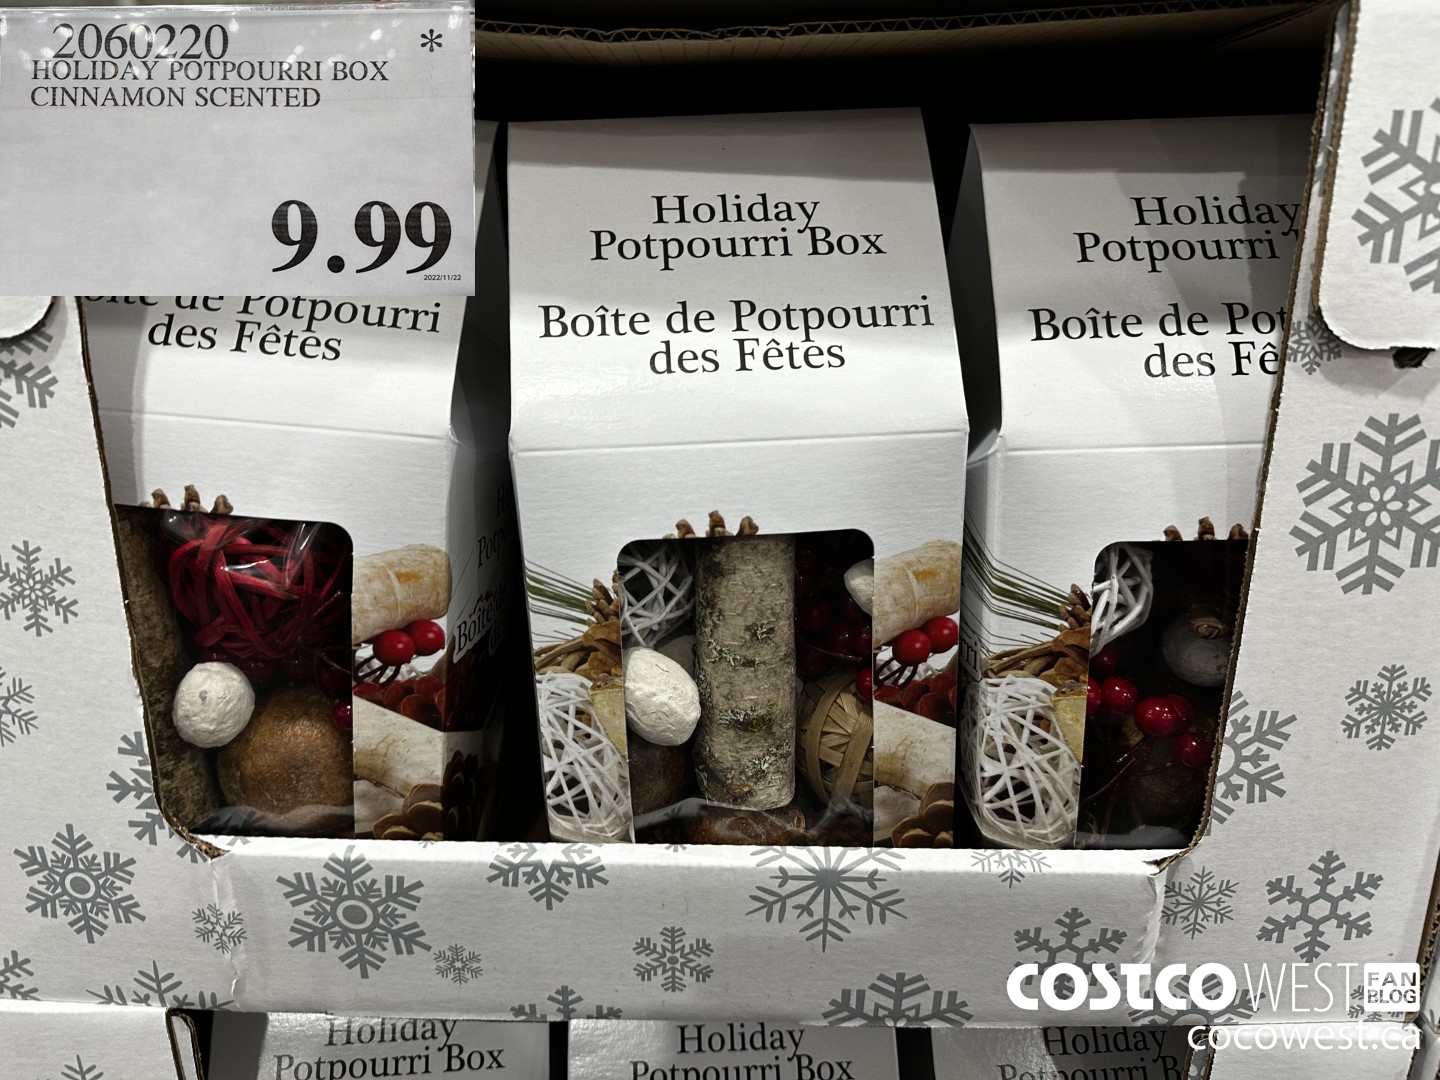 2060220 *
HOLIDAY POTPOURRI BOX
CINNAMON SCENTED
9.99
2022/11/22
de Potpourri
des Fêtes
Holiday
Potpourri Box
Boîte de Potpourri
des Fêtes
Holiday
Potpourri
Boîte de Pot
des Fê
Boîte
COSTCO WEST FAN BLOG
cocowest.ca
Holiday
Potpourri Box
Holiday
Potpourri Box
Holiday
Potpourri Box